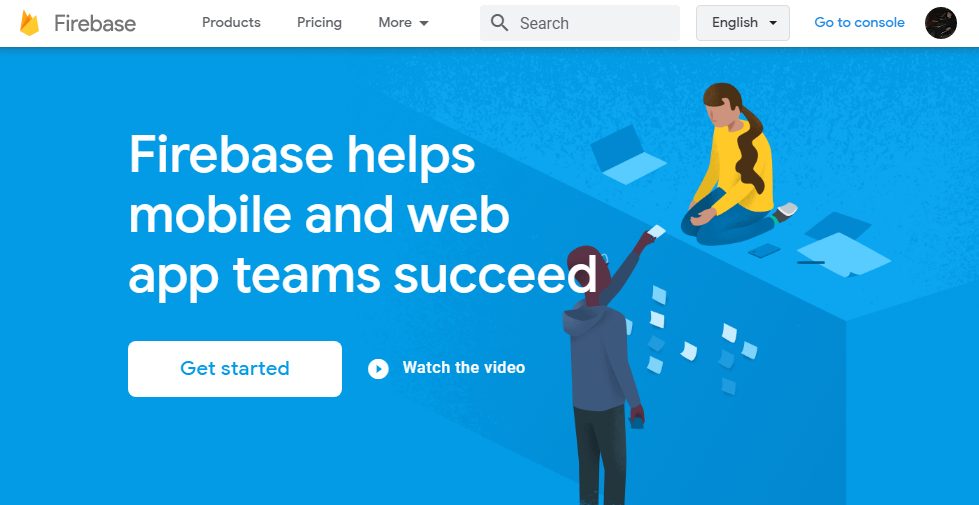 Firebase
Products
Pricing
More
Search
English
Go to console
Firebase helps
mobile and web
app teams succeed
Get started
Watch the video